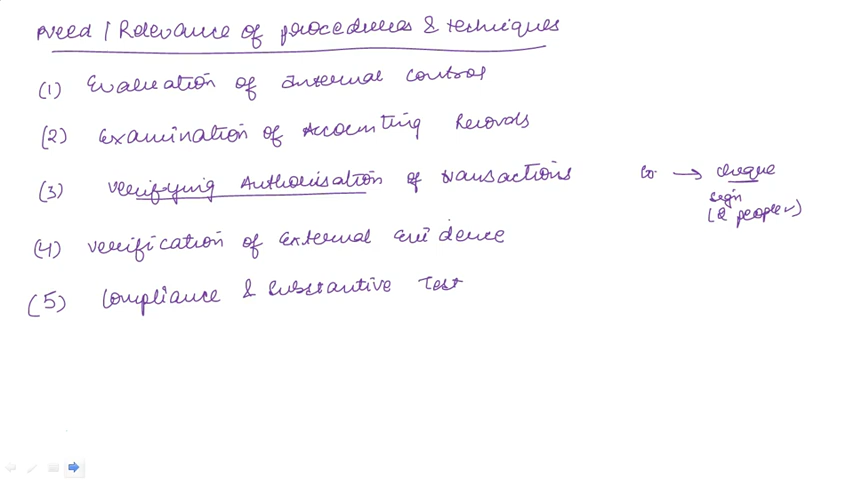 Need / Relevance of procedures & techniques
(1) Evaluation of Internal control
(2) Examination of Accounting Records
(3) Verifying Authorisation of transactions
Co. → cheque
sign
(2 people)
(4) Verification of External Evidence
(5) Compliance & Substantive Test